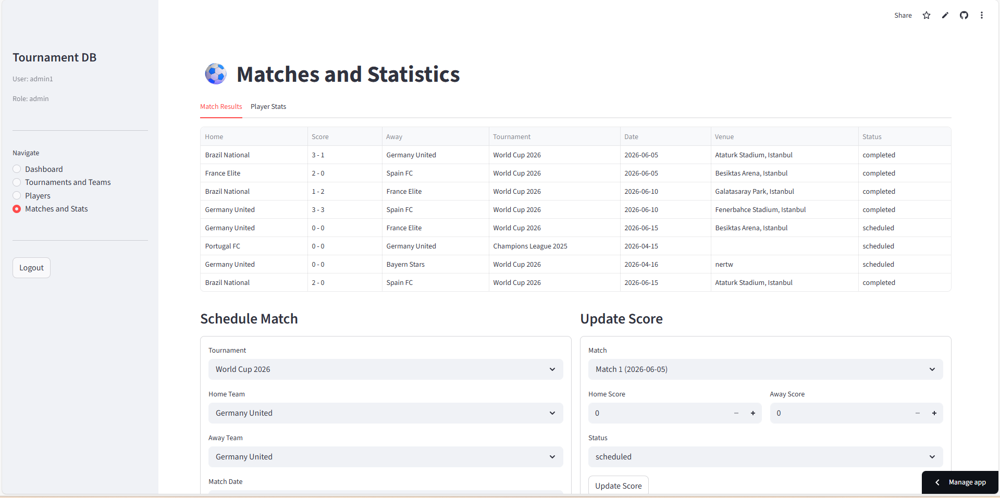 Share
Tournament DB
User: admin1
Role: admin
Navigate
Dashboard
Tournaments and Teams
Players
Matches and Stats
Logout
Matches and Statistics
Match Results Player Stats
Home Score Away Tournament Date Venue Status
Brazil National 3 - 1 Germany United World Cup 2026 2026-06-05 Ataturk Stadium, Istanbul completed
France Elite 2 - 0 Spain FC World Cup 2026 2026-06-05 Besiktas Arena, Istanbul completed
Brazil National 1 - 2 France Elite World Cup 2026 2026-06-10 Galatasaray Park, Istanbul completed
Germany United 3 - 3 Spain FC World Cup 2026 2026-06-10 Fenerbahce Stadium, Istanbul completed
Germany United 0 - 0 France Elite World Cup 2026 2026-06-15 Besiktas Arena, Istanbul scheduled
Portugal FC 0 - 0 Germany United Champions League 2025 2026-04-15 scheduled
Germany United 0 - 0 Bayern Stars World Cup 2026 2026-04-16 nertw scheduled
Brazil National 2 - 0 Spain FC World Cup 2026 2026-06-15 Ataturk Stadium, Istanbul completed
Schedule Match
Tournament
World Cup 2026
Home Team
Germany United
Away Team
Germany United
Match Date
Update Score
Match
Match 1 (2026-06-05)
Home Score Away Score
0 0
Status
scheduled
Update Score
Manage app